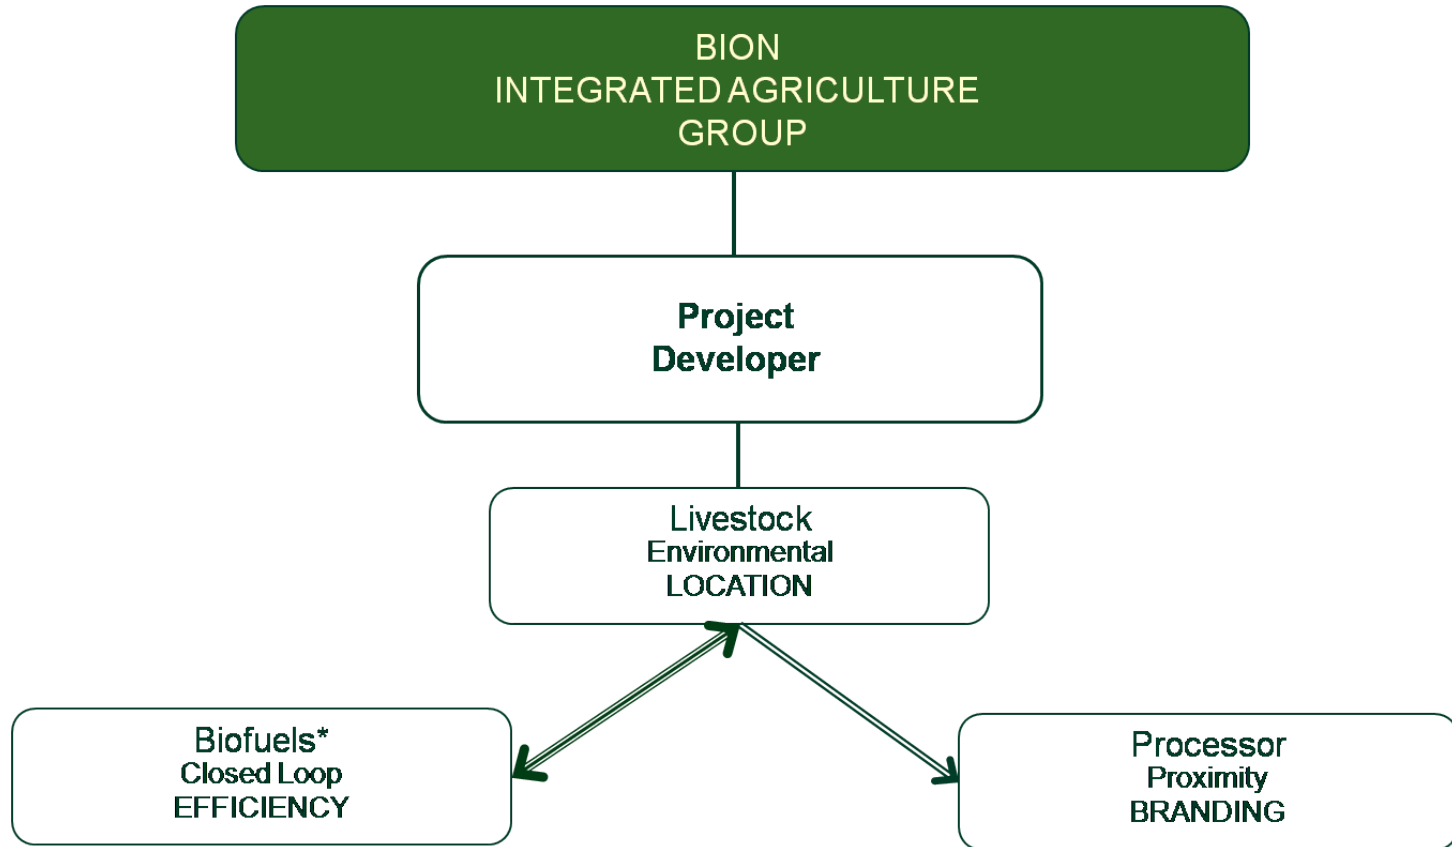 BION
INTEGRATED AGRICULTURE
GROUP
Project
Developer
Livestock
Environmental
LOCATION
Biofuels*
Closed Loop
EFFICIENCY
Processor
Proximity
BRANDING